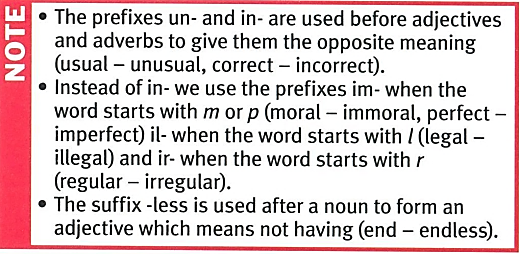 NOTE
• The prefixes un- and in- are used before adjectives
and adverbs to give them the opposite meaning
(usual – unusual, correct – incorrect).
• Instead of in- we use the prefixes im- when the
word starts with m or p (moral – immoral, perfect –
imperfect) il- when the word starts with l (legal –
illegal) and ir- when the word starts with r
(regular – irregular).
• The suffix -less is used after a noun to form an
adjective which means not having (end – endless).